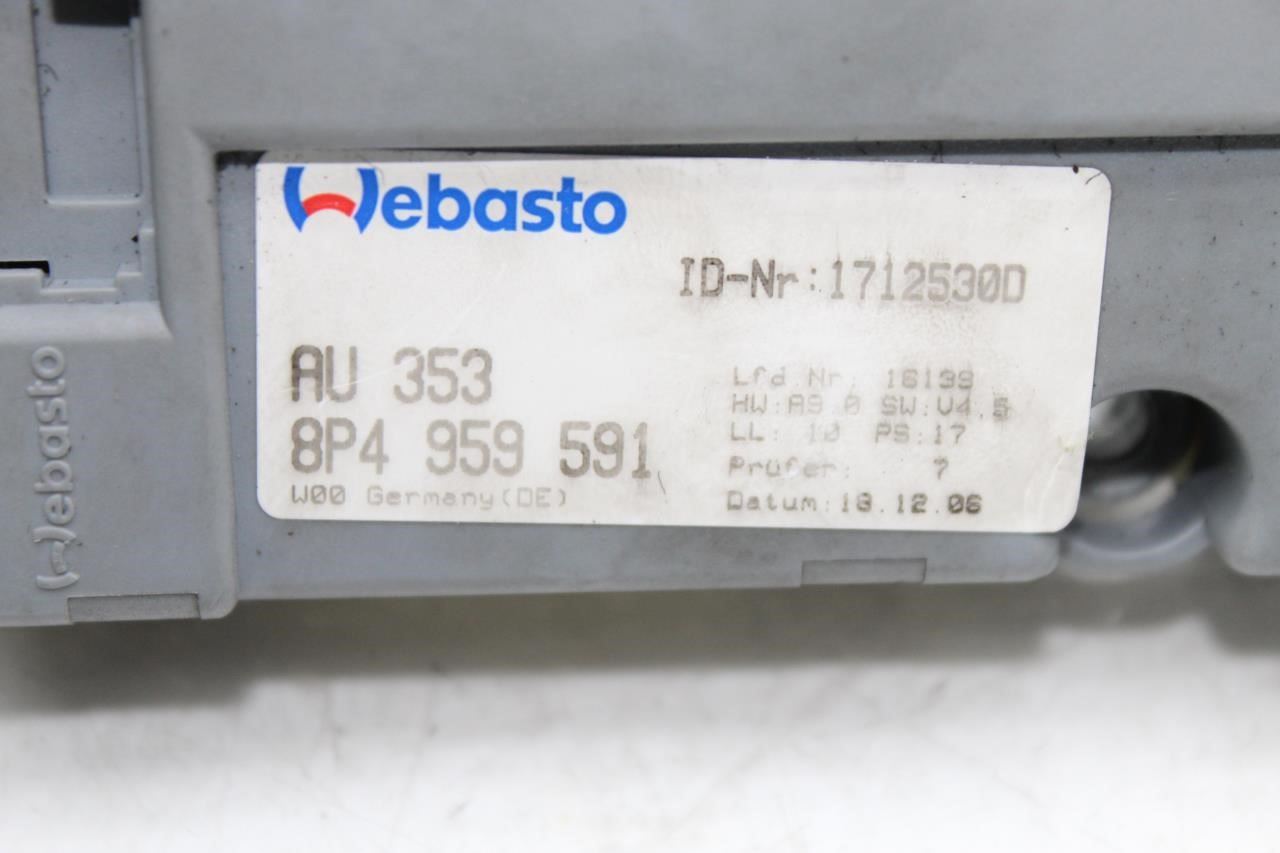 Webasto
ID-Nr:1712530D
AU 353
8P4 959 591
W00 Germany(DE)
Lfd.Nr. 16199
HW:A9.0 SW:V4.5
LL: 10 PS:17
Prüfer: 7
Datum:18.12.06
Webasto